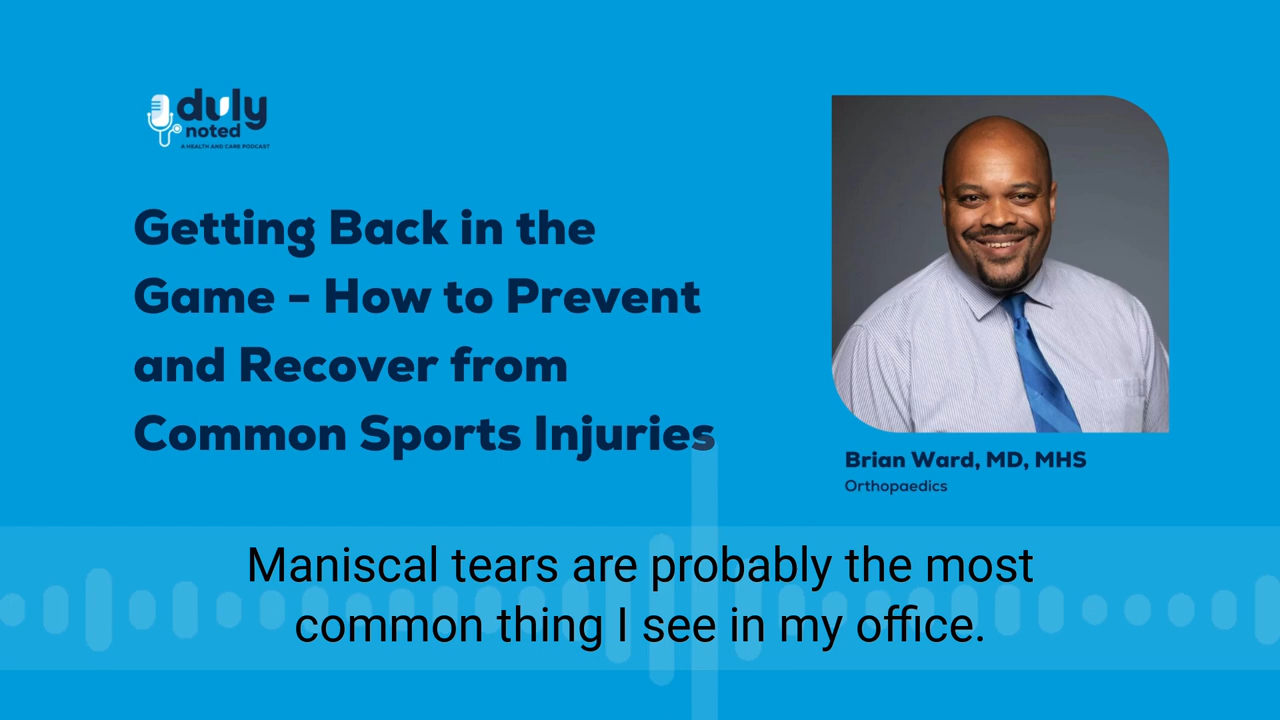 duly
noted
A HEALTH AND CARE PODCAST
Getting Back in the
Game - How to Prevent
and Recover from
Common Sports Injuries
Brian Ward, MD, MHS
Orthopaedics
Maniscal tears are probably the most
common thing I see in my office.